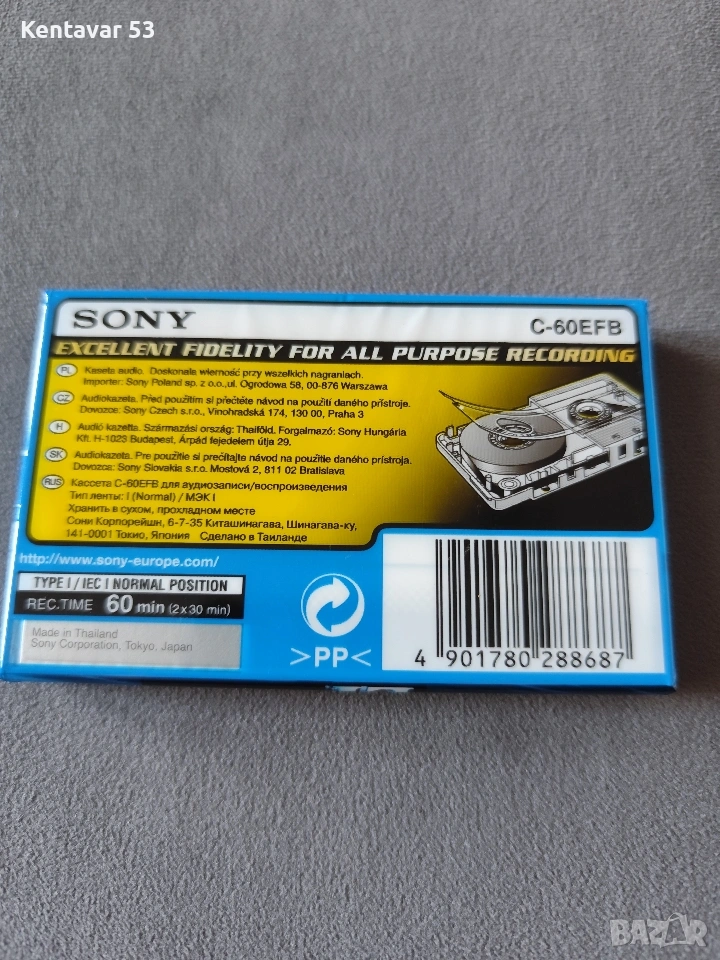 Kentavar 53
SONY
C-60EFB
EXCELLENT FIDELITY FOR ALL PURPOSE RECORDING
PL Kaseta audio. Doskonale wierność przy wszelkich nagraniach.
Importer: Sony Poland sp. z o.o.,ul. Ogrodowa 58, 00-876 Warszawa
CZ Audiokazeta. Před použitím si přečtěte návod na použití daného přístroje.
Dovozce: Sony Czech s.r.o., Vinohradská 174, 130 00, Praha 3
H Audió kazetta. Származási ország: Thaiföld. Forgalmazó: Sony Hungária
Kft. H-1023 Budapest, Árpád fejedelem útja 29.
SK Audiokazeta. Pre použitie si prečítajte návod na použitie daného prístroja.
Dovozca: Sony Slovakia s.r.o. Mostová 2, 811 02 Bratislava
RUS Кассета C-60EFB для аудиозаписи/воспроизведения
Тип ленты: I (Normal) / МЭК I
Хранить в сухом, прохладном месте
Сони Корпорейшн, 6-7-35 Киташинагава, Шинагава-ку,
141-0001 Токио, Япония Сделано в Таиланде
http://www.sony-europe.com/
TYPE I / IEC I NORMAL POSITION
REC.TIME 60 min (2 x 30 min)
Made in Thailand
Sony Corporation, Tokyo, Japan
>PP<
4 901780 288687
BAZAR